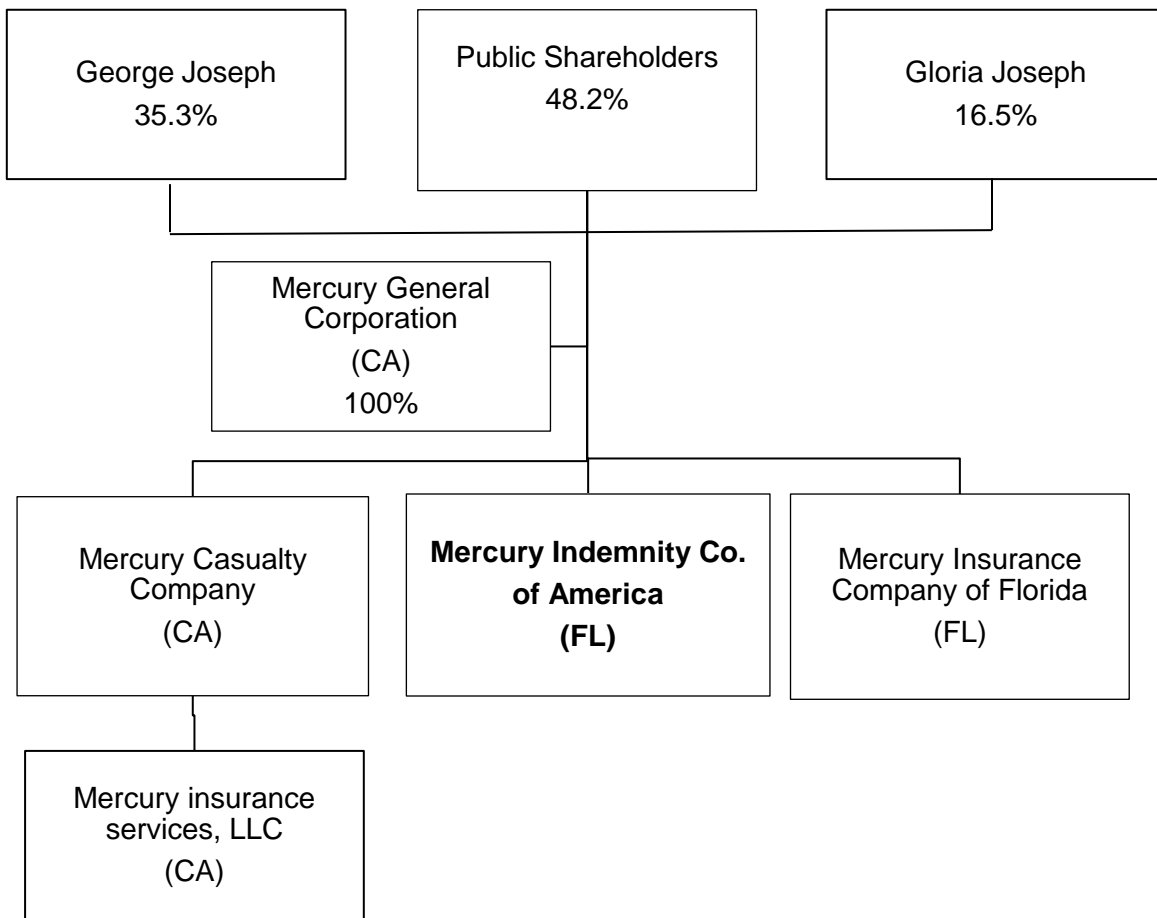 George Joseph
35.3%
Public Shareholders
48.2%
Gloria Joseph
16.5%
Mercury General
Corporation
(CA)
100%
Mercury Casualty
Company
(CA)
Mercury Indemnity Co.
of America
(FL)
Mercury Insurance
Company of Florida
(FL)
Mercury insurance
services, LLC
(CA)